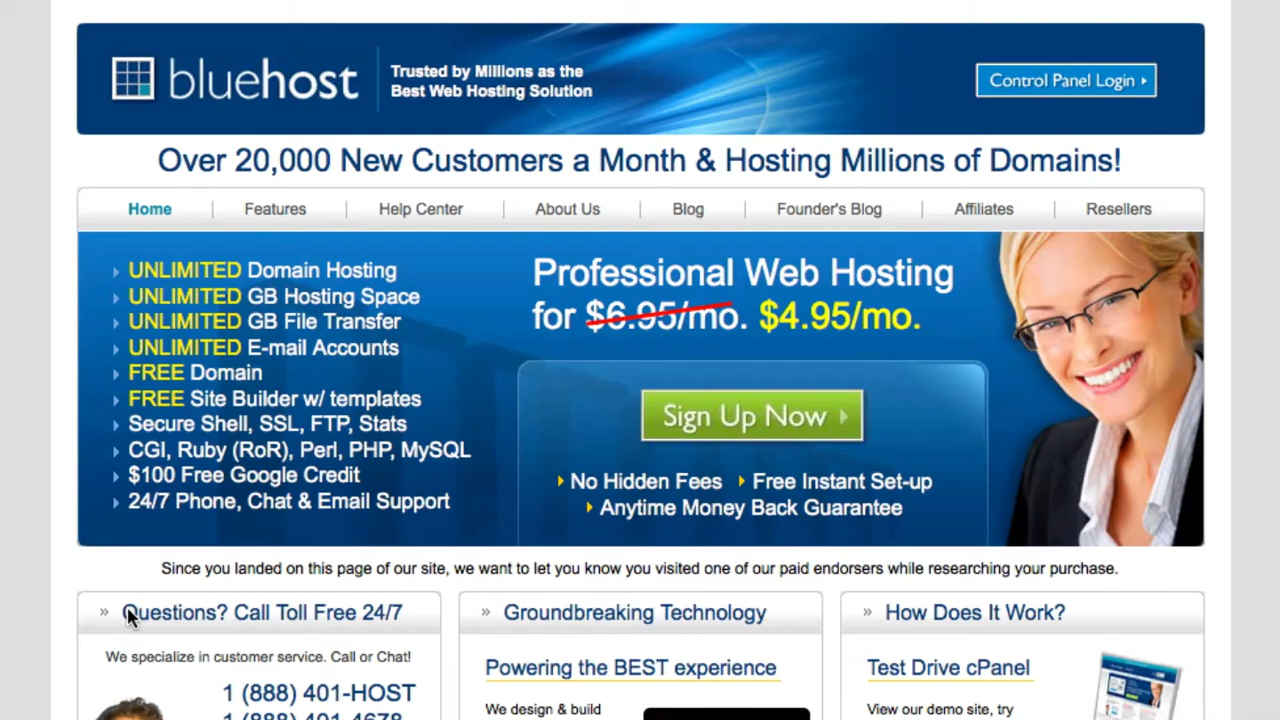 bluehost
Trusted by Millions as the
Best Web Hosting Solution
Control Panel Login
Over 20,000 New Customers a Month & Hosting Millions of Domains!
Home Features Help Center About Us Blog Founder's Blog Affiliates Resellers
UNLIMITED Domain Hosting
UNLIMITED GB Hosting Space
UNLIMITED GB File Transfer
UNLIMITED E-mail Accounts
FREE Domain
FREE Site Builder w/ templates
Secure Shell, SSL, FTP, Stats
CGI, Ruby (RoR), Perl, PHP, MySQL
$100 Free Google Credit
24/7 Phone, Chat & Email Support
Professional Web Hosting
for $6.95/mo. $4.95/mo.
Sign Up Now
No Hidden Fees Free Instant Set-up
Anytime Money Back Guarantee
Since you landed on this page of our site, we want to let you know you visited one of our paid endorsers while researching your purchase.
» Questions? Call Toll Free 24/7
We specialize in customer service. Call or Chat!
1 (888) 401-HOST
1 (888) 401-4678
» Groundbreaking Technology
Powering the BEST experience
We design & build
» How Does It Work?
Test Drive cPanel
View our demo site, try